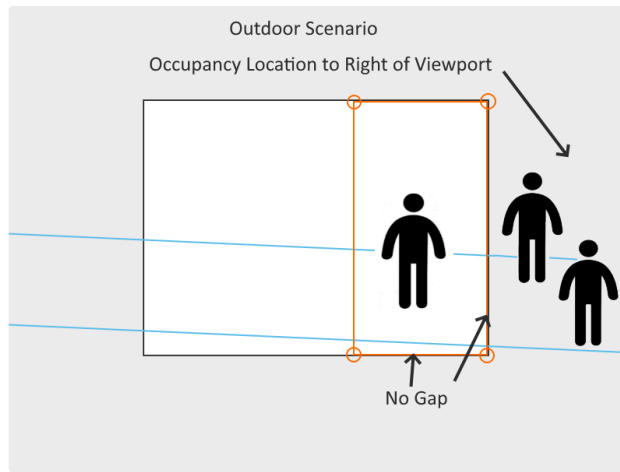 Outdoor Scenario
Occupancy Location to Right of Viewport
No Gap